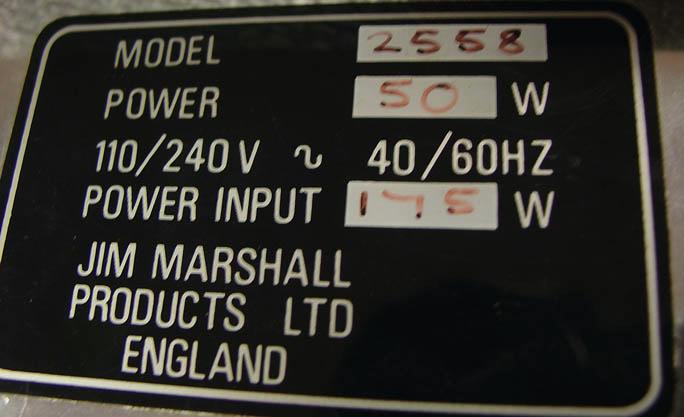 MODEL 2558
POWER 50 W
110/240V ~ 40/60HZ
POWER INPUT 175 W
JIM MARSHALL
PRODUCTS LTD
ENGLAND